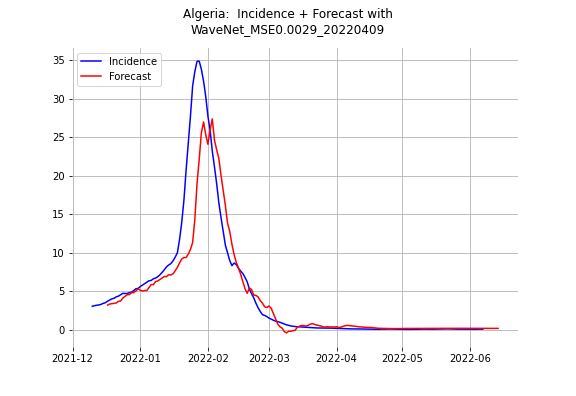 Algeria:  Incidence + Forecast with
WaveNet_MSE0.0029_20220409
Incidence
Forecast
35
30
25
20
15
10
5
0
2021-12 2022-01 2022-02 2022-03 2022-04 2022-05 2022-06